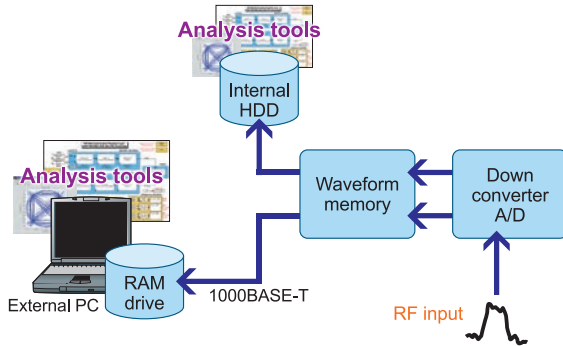 Analysis tools
Internal
HDD
Analysis tools
Waveform
memory
Down
converter
A/D
RAM
drive
External PC
1000BASE-T
RF input